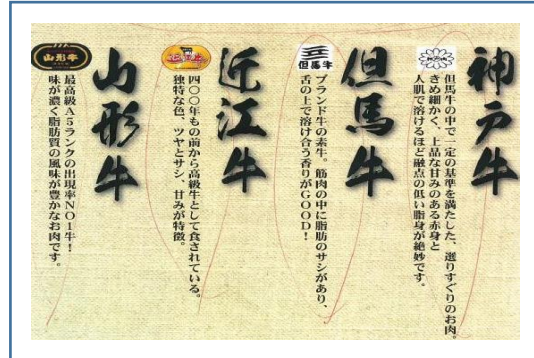 神戸牛
但馬牛の中で一定の基準を満たした、選りすぐりのお肉。
きめ細かく、上品な甘みのある赤身と
人肌で溶けるほど融点の低い脂身が絶妙です。
但馬牛
但馬牛
ブランド牛の素牛。筋肉の中に脂肪のサシがあり、
舌の上で溶け合う香りがGOOD!
近江牛
四〇〇年もの前から高級牛として食されている。
独特な色、ツヤとサシ、甘みが特徴。
山形牛
山形牛
最高級A5ランクの出現率NO1牛!
味が濃く脂肪質の風味が豊かなお肉です。